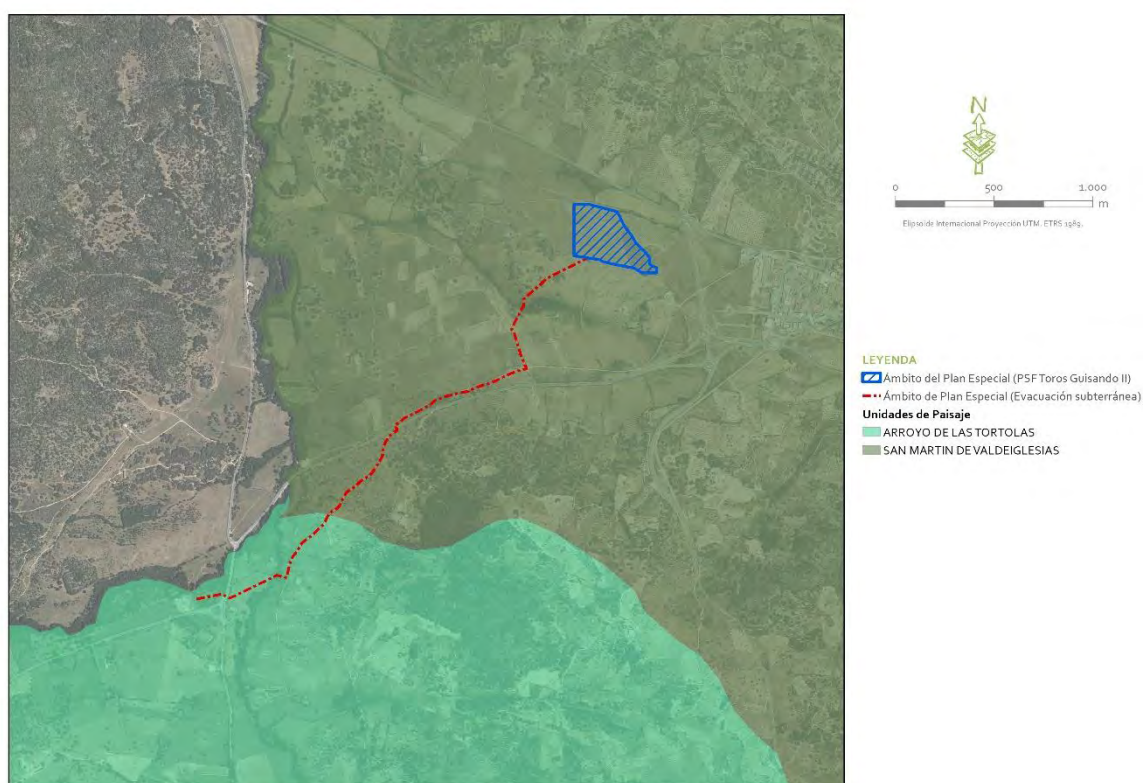 N
0 500 1.000
m
Elipsoide Internacional Proyección UTM. ETRS 1989.
LEYENDA
Ámbito del Plan Especial (PSF Toros Guisando II)
Ámbito de Plan Especial (Evacuación subterránea)
Unidades de Paisaje
ARROYO DE LAS TORTOLAS
SAN MARTIN DE VALDEIGLESIAS